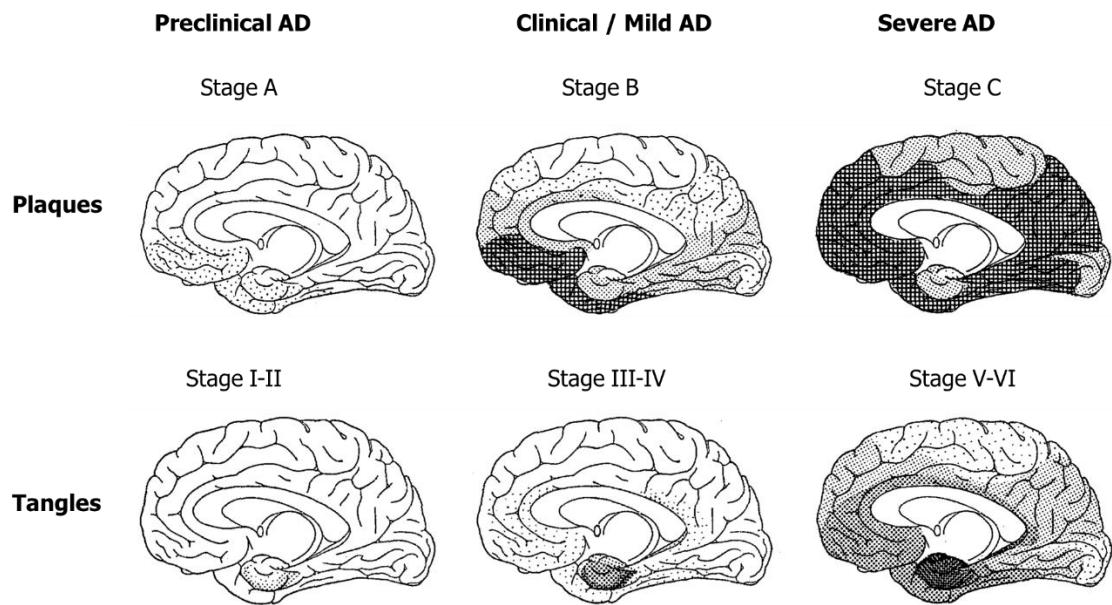 Preclinical AD
Clinical / Mild AD
Severe AD
Stage A
Stage B
Stage C
Plaques
Stage I-II
Stage III-IV
Stage V-VI
Tangles